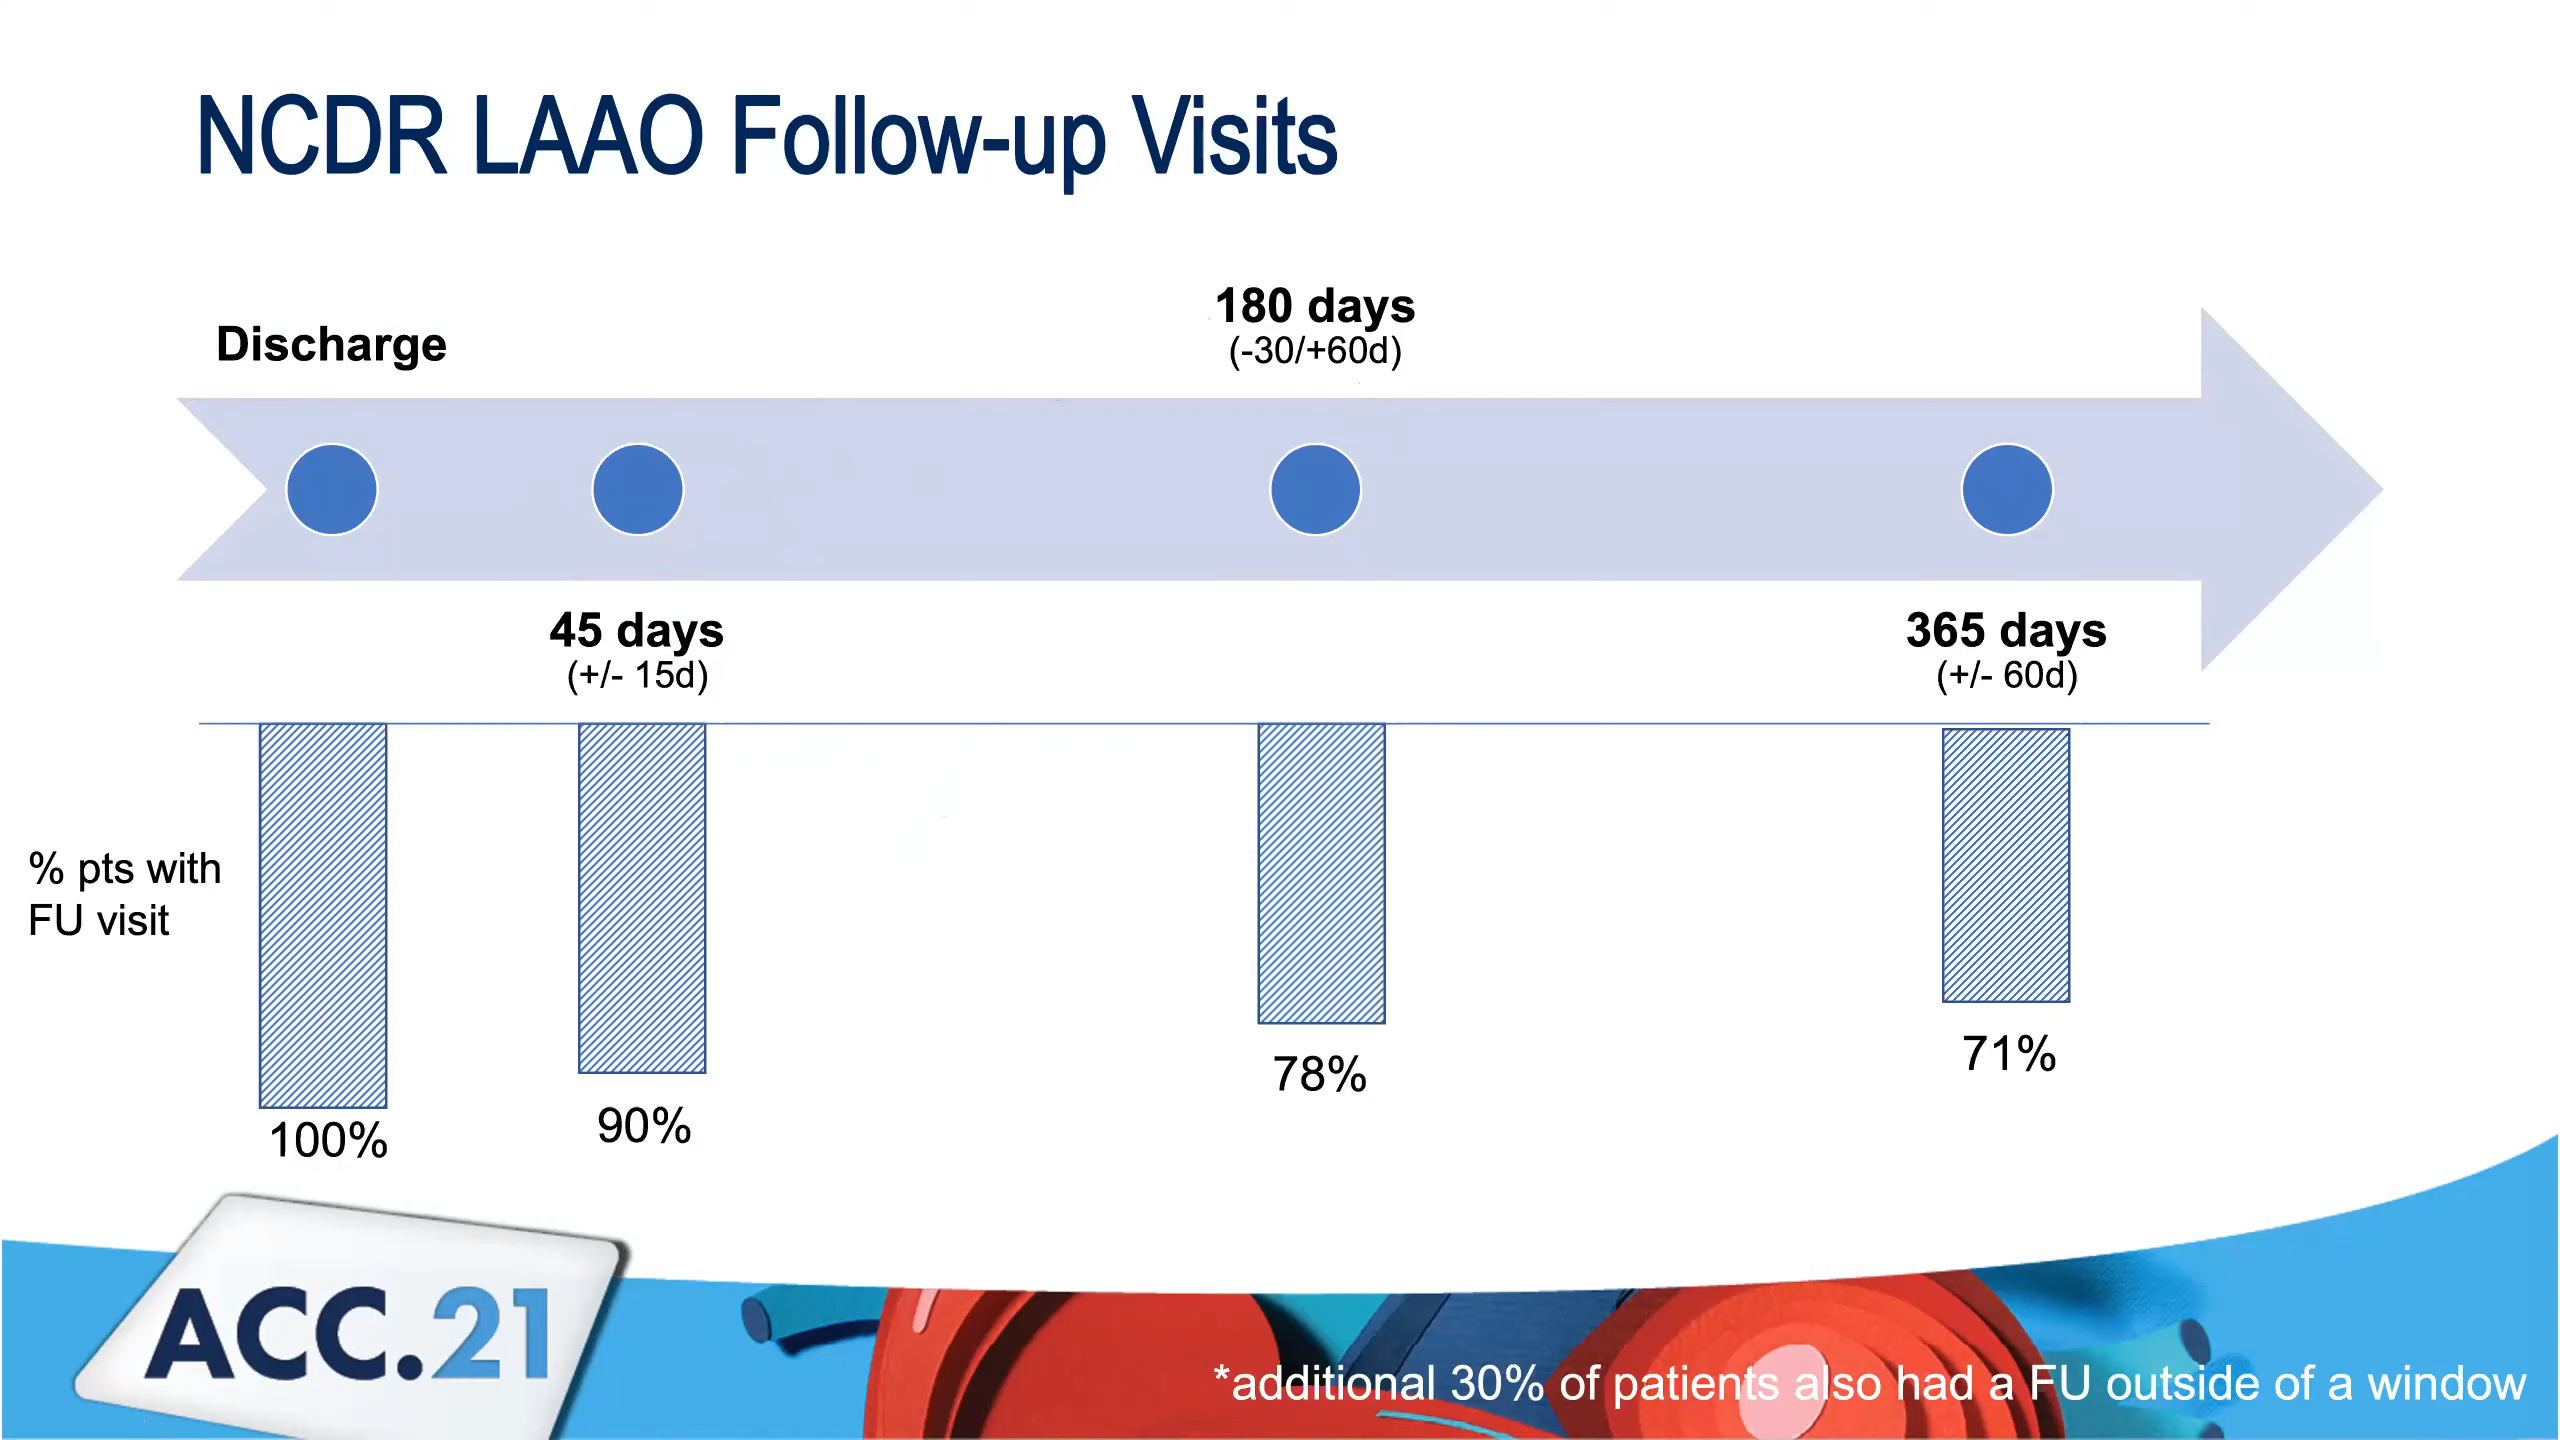 NCDR LAAO Follow-up Visits
Discharge
180 days
(-30/+60d)
45 days
(+/- 15d)
365 days
(+/- 60d)
% pts with
FU visit
100%
90%
78%
71%
ACC.21
*additional 30% of patients also had a FU outside of a window